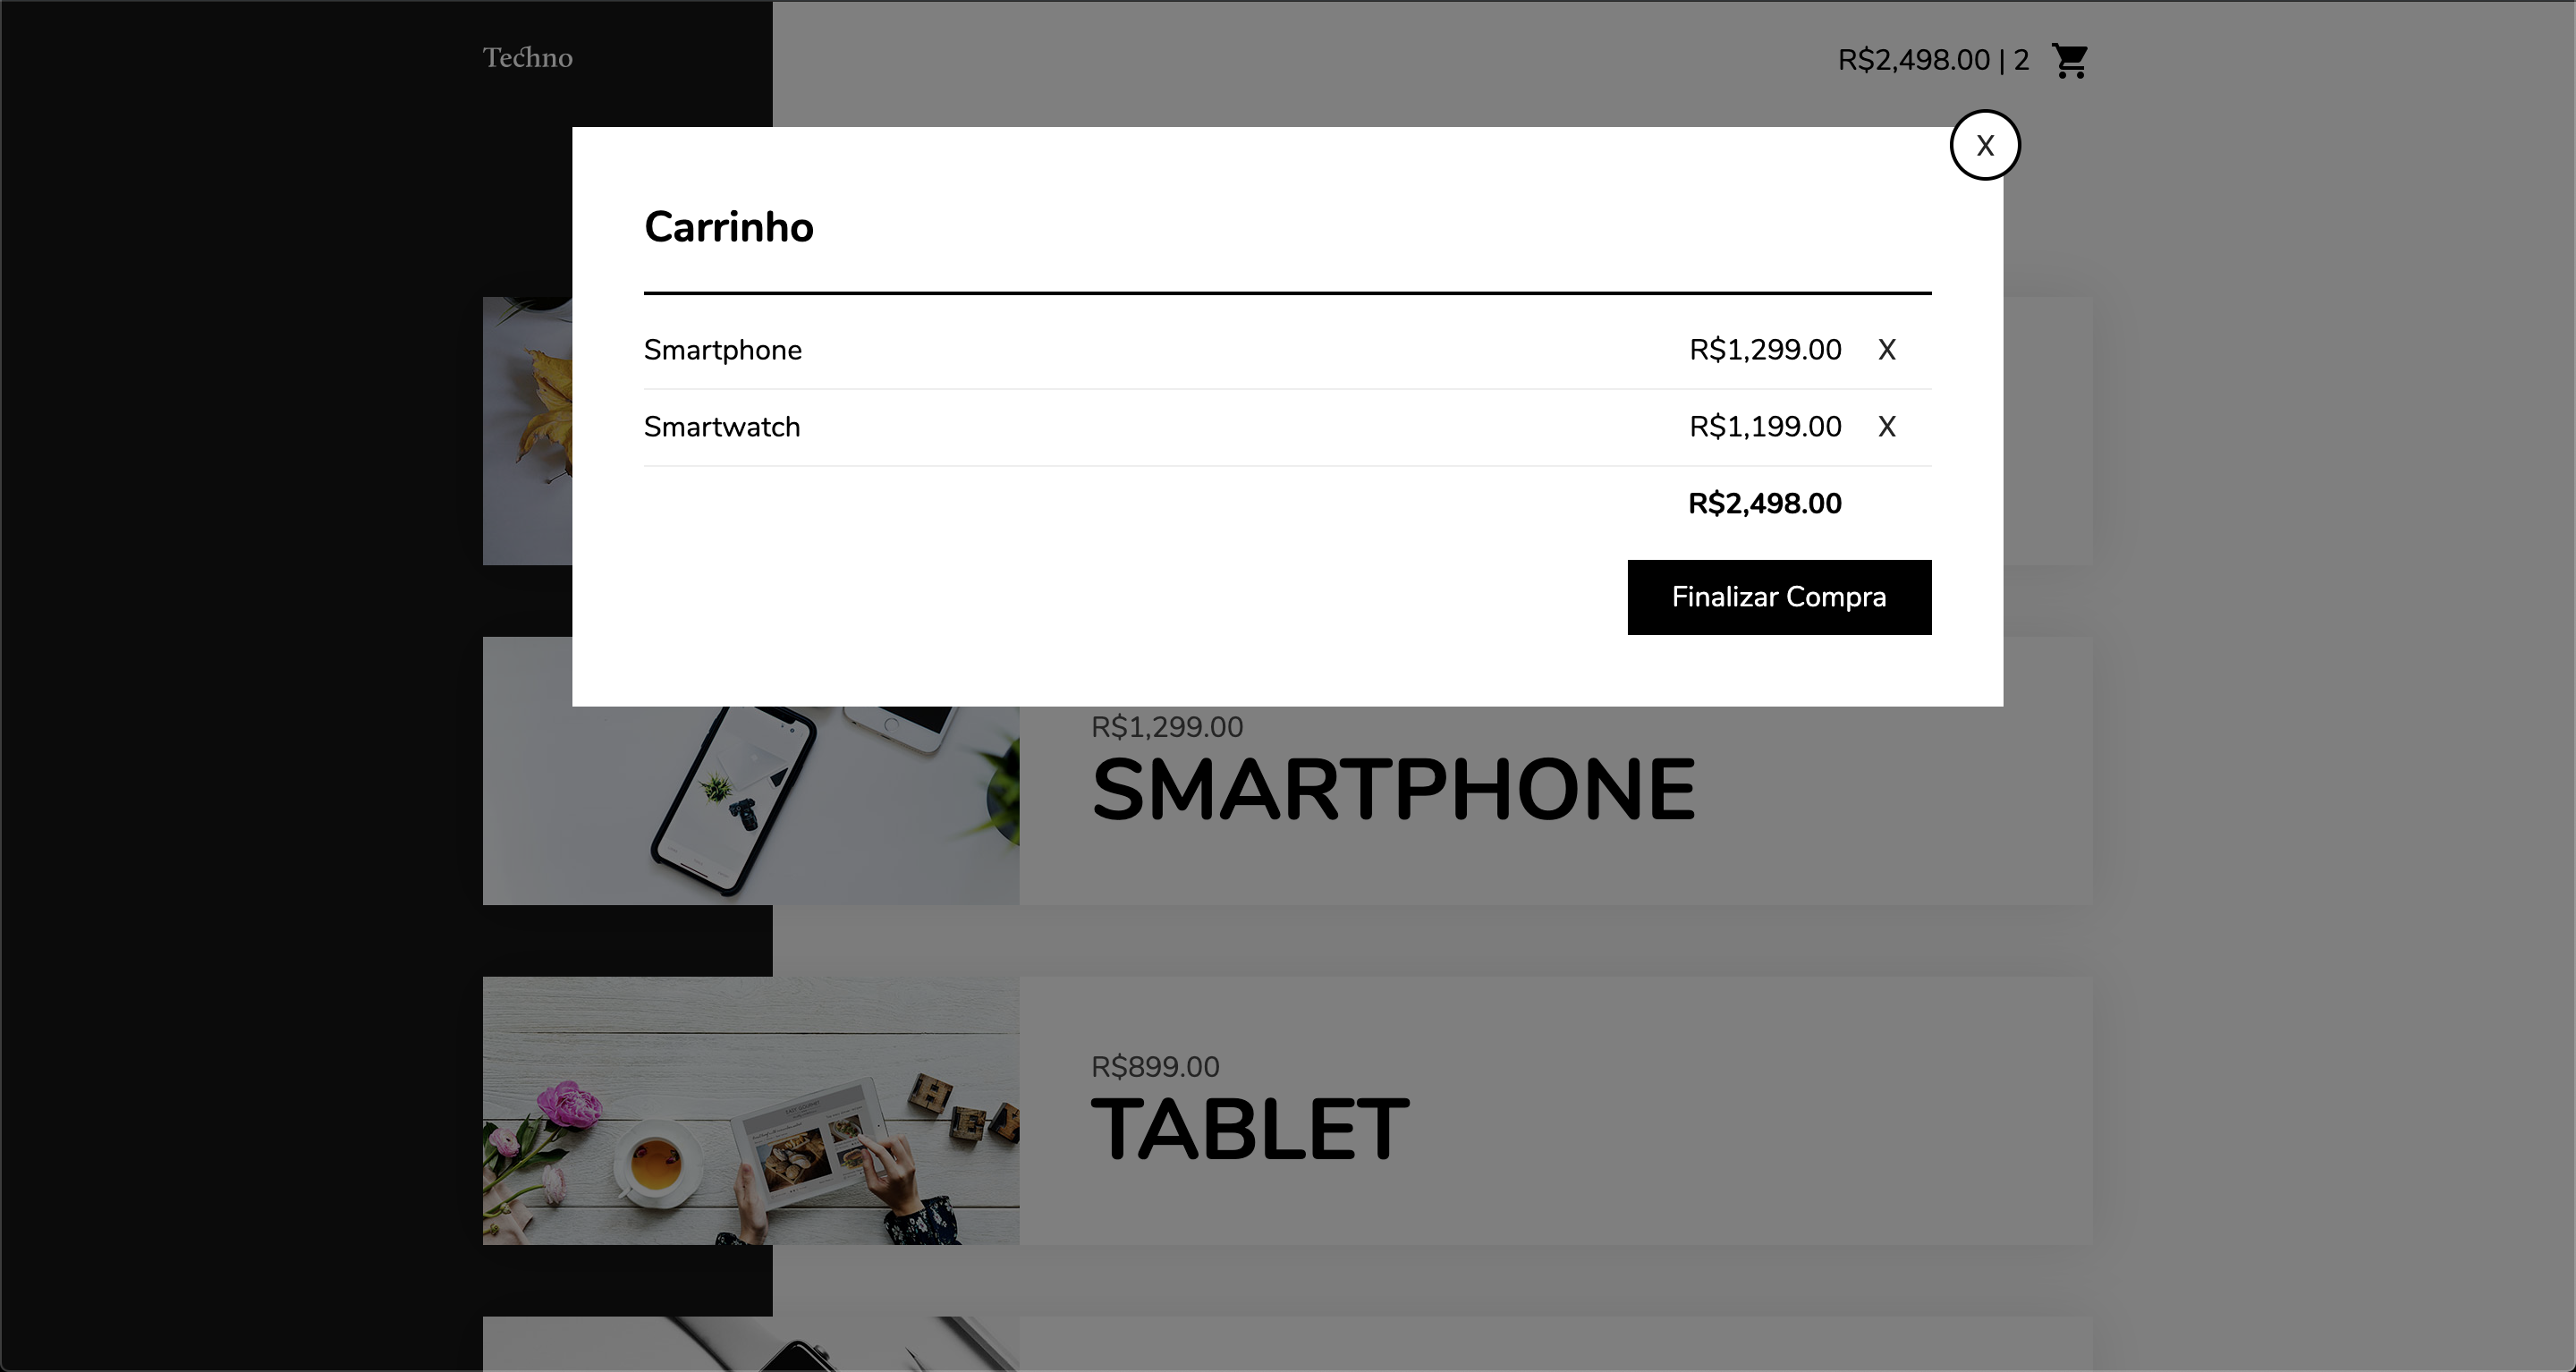 Techno
R$2,498.00 | 2
X
Carrinho
Smartphone R$1,299.00 X
Smartwatch R$1,199.00 X
R$2,498.00
Finalizar Compra
R$1,299.00
SMARTPHONE
R$899.00
TABLET